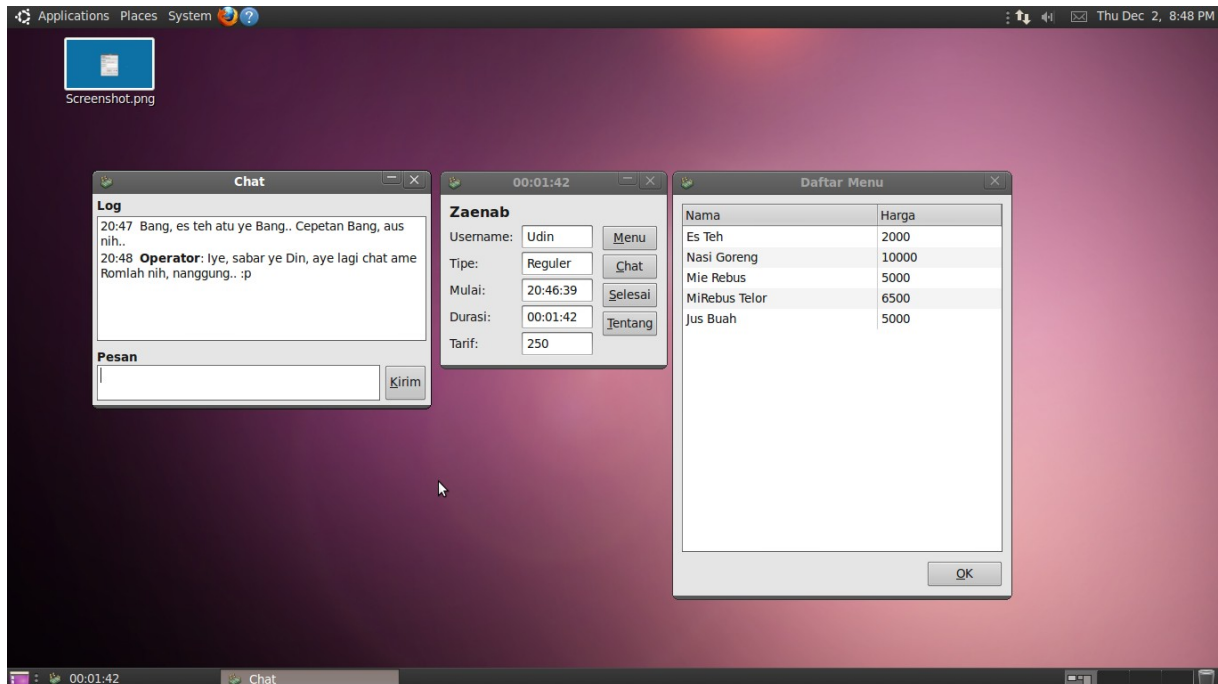 Applications Places System
Thu Dec 2, 8:48 PM
Screenshot.png
Chat
Log
20:47 Bang, es teh atu ye Bang.. Cepetan Bang, aus
nih..
20:48 Operator: Iye, sabar ye Din, aye lagi chat ame
Romlah nih, nanggung.. :p
Pesan
Kirim
00:01:42
Zaenab
Username: Udin Menu
Tipe: Reguler Chat
Mulai: 20:46:39 Selesai
Durasi: 00:01:42 Tentang
Tarif: 250
Daftar Menu
Nama Harga
Es Teh 2000
Nasi Goreng 10000
Mie Rebus 5000
MiRebus Telor 6500
Jus Buah 5000
OK
00:01:42 Chat